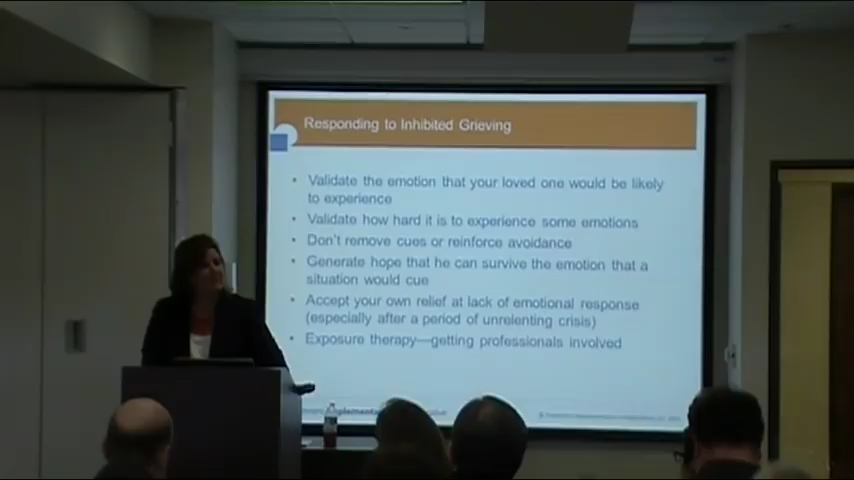 Responding to Inhibited Grieving
• Validate the emotion that your loved one would be likely
to experience
• Validate how hard it is to experience some emotions
• Don't remove cues or reinforce avoidance
• Generate hope that he can survive the emotion that a
situation would cue
• Accept your own relief at lack of emotional response
(especially after a period of unrelenting crisis)
• Exposure therapy—getting professionals involved